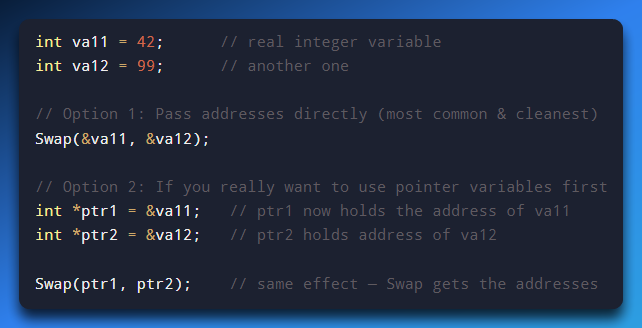 int va11 = 42;      // real integer variable
int va12 = 99;      // another one
// Option 1: Pass addresses directly (most common & cleanest)
Swap(&va11, &va12);
// Option 2: If you really want to use pointer variables first
int *ptr1 = &va11;   // ptr1 now holds the address of va11
int *ptr2 = &va12;   // ptr2 holds address of va12
Swap(ptr1, ptr2);    // same effect — Swap gets the addresses